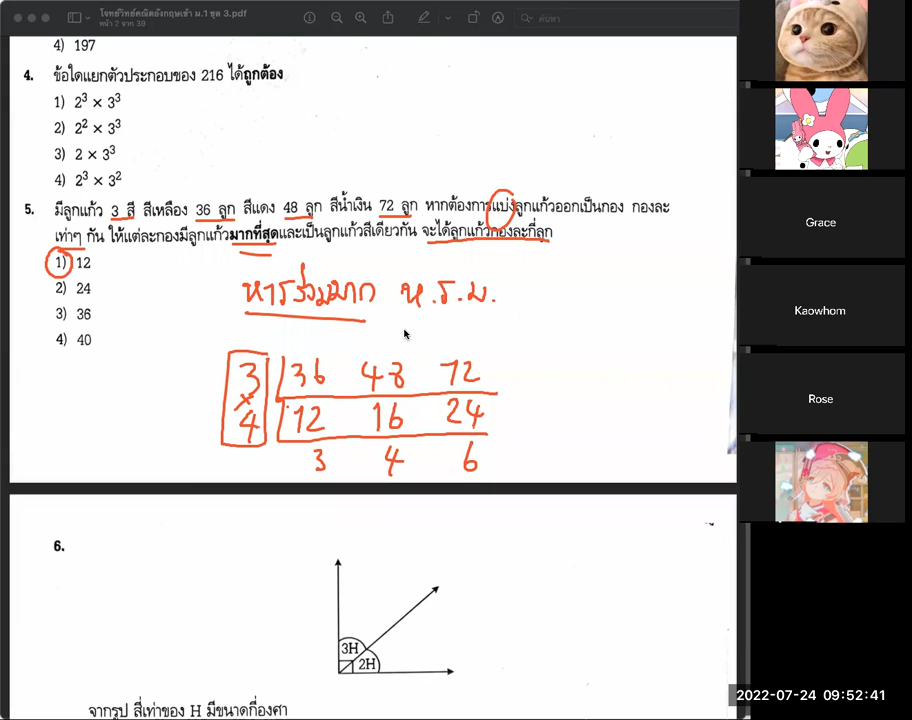 โจทย์วิทย์คณิตอังกฤษเข้า ม.1 ชุด 3.pdf
หน้า 2 จาก 39
ค้นหา
4) 197
4. ข้อใดแยกตัวประกอบของ 216 ได้ถูกต้อง
1) 2³ × 3³
2) 2² × 3³
3) 2 × 3³
4) 2³ × 3²
5. มีลูกแก้ว 3 สี สีเหลือง 36 ลูก สีแดง 48 ลูก สีน้ำเงิน 72 ลูก หากต้องการแบ่งลูกแก้วออกเป็นกอง กองละ
เท่าๆ กัน ให้แต่ละกองมีลูกแก้วมากที่สุดและเป็นลูกแก้วสีเดียวกัน จะได้ลูกแก้วกองละกี่ลูก
1) 12
2) 24
3) 36
4) 40
หารร่วมมาก ห.ร.ม.
3 36 48 72
×
4 12 16 24
3 4 6
6.
3H
2H
จากรูป สี่เท่าของ H มีขนาดกี่องศา
Grace
Kaowhom
Rose
2022-07-24 09:52:41